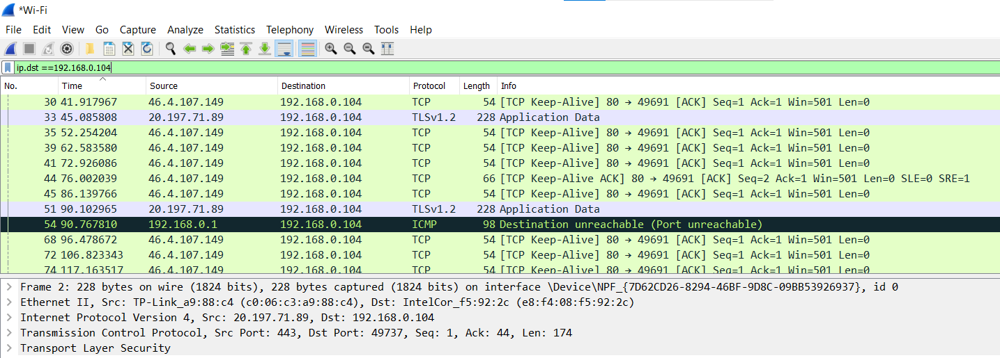 *Wi-Fi
File Edit View Go Capture Analyze Statistics Telephony Wireless Tools Help
ip.dst ==192.168.0.104
No. Time Source Destination Protocol Length Info
30 41.917967 46.4.107.149 192.168.0.104 TCP 54 [TCP Keep-Alive] 80 → 49691 [ACK] Seq=1 Ack=1 Win=501 Len=0
33 45.085808 20.197.71.89 192.168.0.104 TLSv1.2 228 Application Data
35 52.254204 46.4.107.149 192.168.0.104 TCP 54 [TCP Keep-Alive] 80 → 49691 [ACK] Seq=1 Ack=1 Win=501 Len=0
39 62.583580 46.4.107.149 192.168.0.104 TCP 54 [TCP Keep-Alive] 80 → 49691 [ACK] Seq=1 Ack=1 Win=501 Len=0
41 72.926086 46.4.107.149 192.168.0.104 TCP 54 [TCP Keep-Alive] 80 → 49691 [ACK] Seq=1 Ack=1 Win=501 Len=0
44 76.002039 46.4.107.149 192.168.0.104 TCP 66 [TCP Keep-Alive ACK] 80 → 49691 [ACK] Seq=2 Ack=1 Win=501 Len=0 SLE=0 SRE=1
45 86.139766 46.4.107.149 192.168.0.104 TCP 54 [TCP Keep-Alive] 80 → 49691 [ACK] Seq=1 Ack=1 Win=501 Len=0
51 90.102965 20.197.71.89 192.168.0.104 TLSv1.2 228 Application Data
54 90.767810 192.168.0.1 192.168.0.104 ICMP 98 Destination unreachable (Port unreachable)
68 96.478672 46.4.107.149 192.168.0.104 TCP 54 [TCP Keep-Alive] 80 → 49691 [ACK] Seq=1 Ack=1 Win=501 Len=0
72 106.823343 46.4.107.149 192.168.0.104 TCP 54 [TCP Keep-Alive] 80 → 49691 [ACK] Seq=1 Ack=1 Win=501 Len=0
74 117.163517 46.4.107.149 192.168.0.104 TCP 54 [TCP Keep-Alive] 80 → 49691 [ACK] Seq=1 Ack=1 Win=501 Len=0
Frame 2: 228 bytes on wire (1824 bits), 228 bytes captured (1824 bits) on interface \Device\NPF_{7D62CD26-8294-46BF-9D8C-09BB53926937}, id 0
Ethernet II, Src: TP-Link_a9:88:c4 (c0:06:c3:a9:88:c4), Dst: IntelCor_f5:92:2c (e8:f4:08:f5:92:2c)
Internet Protocol Version 4, Src: 20.197.71.89, Dst: 192.168.0.104
Transmission Control Protocol, Src Port: 443, Dst Port: 49737, Seq: 1, Ack: 44, Len: 174
Transport Layer Security